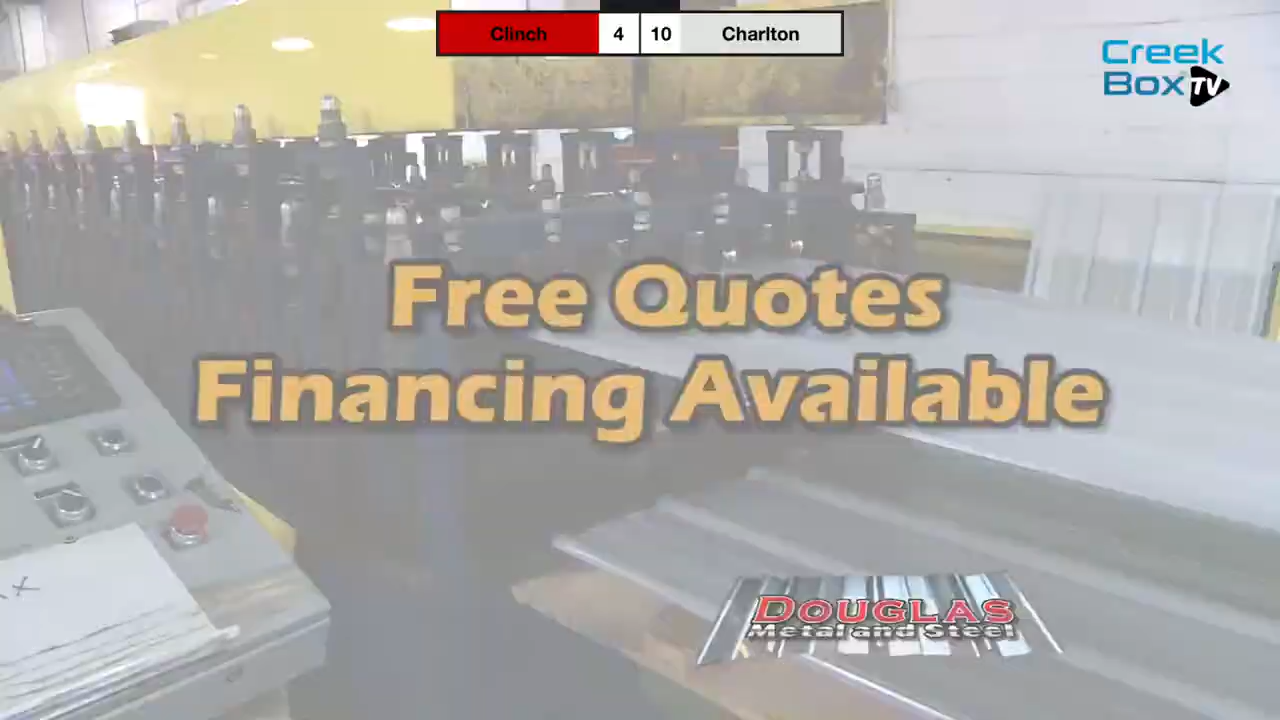 Clinch 4 10 Charlton
Creek
Box TV
Free Quotes
Financing Available
DOUGLAS
Metal and Steel